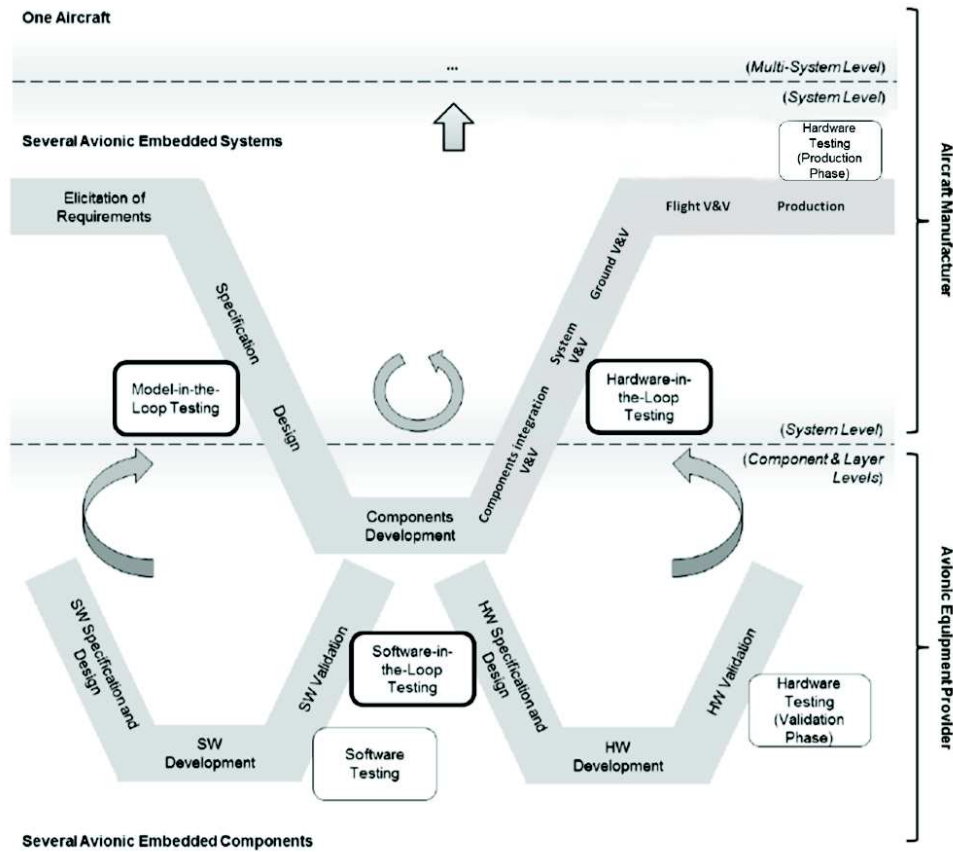 One Aircraft
...
(Multi-System Level)
(System Level)
Several Avionic Embedded Systems
Hardware
Testing
(Production
Phase)
Elicitation of
Requirements
Flight V&V
Production
Ground V&V
Specification
System
V&V
Model-in-the-
Loop Testing
Hardware-in-
the-Loop
Testing
Design
Components integration
V&V
(System Level)
(Component & Layer
Levels)
Components
Development
Aircraft Manufacturer
SW Specification and
Design
SW Validation
Software-in-
the-Loop
Testing
HW Specification and
Design
HW Validation
Hardware
Testing
(Validation
Phase)
SW
Development
Software
Testing
HW
Development
Avionic Equipment Provider
Several Avionic Embedded Components